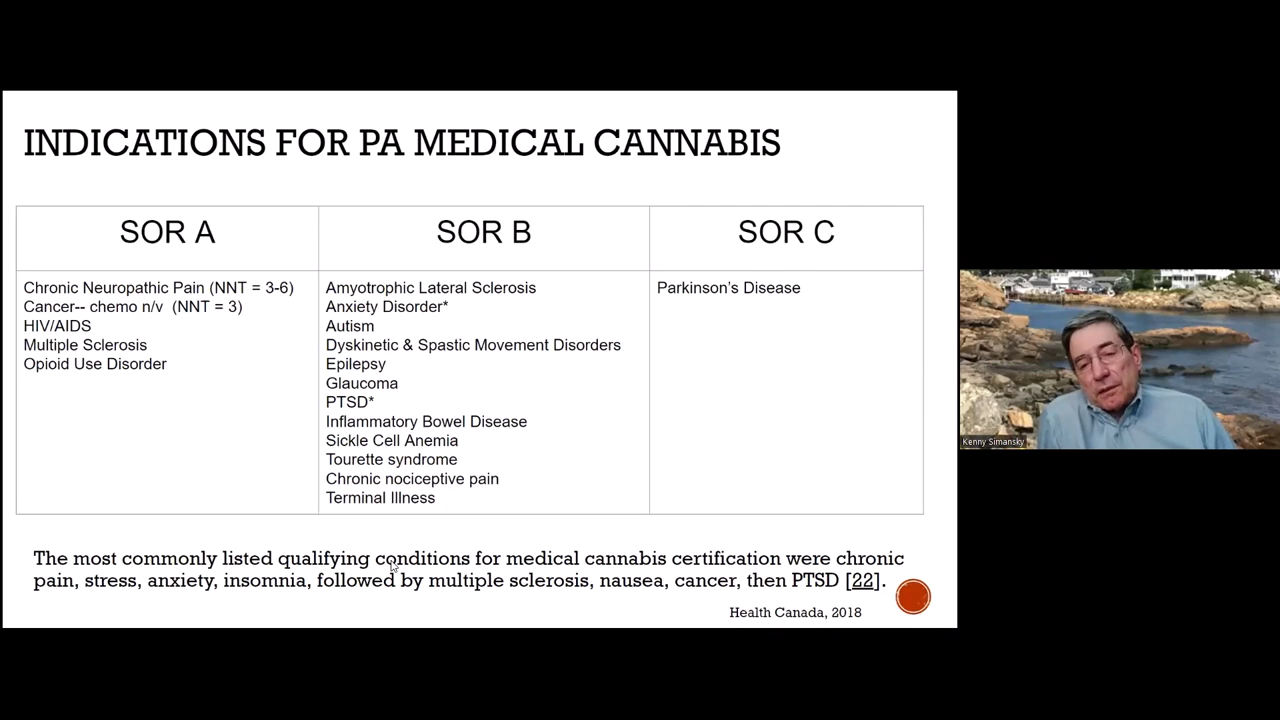 INDICATIONS FOR PA MEDICAL CANNABIS
SOR A
Chronic Neuropathic Pain (NNT = 3-6)
Cancer-- chemo n/v (NNT = 3)
HIV/AIDS
Multiple Sclerosis
Opioid Use Disorder
SOR B
Amyotrophic Lateral Sclerosis
Anxiety Disorder*
Autism
Dyskinetic & Spastic Movement Disorders
Epilepsy
Glaucoma
PTSD*
Inflammatory Bowel Disease
Sickle Cell Anemia
Tourette syndrome
Chronic nociceptive pain
Terminal Illness
SOR C
Parkinson's Disease
The most commonly listed qualifying conditions for medical cannabis certification were chronic
pain, stress, anxiety, insomnia, followed by multiple sclerosis, nausea, cancer, then PTSD [22].
Health Canada, 2018
Kenny Simansky